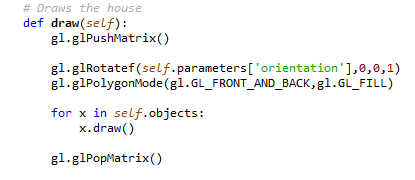 # Draws the house
def draw(self):
    gl.glPushMatrix()

    gl.glRotatef(self.parameters['orientation'],0,0,1)
    gl.glPolygonMode(gl.GL_FRONT_AND_BACK,gl.GL_FILL)

    for x in self.objects:
        x.draw()

    gl.glPopMatrix()